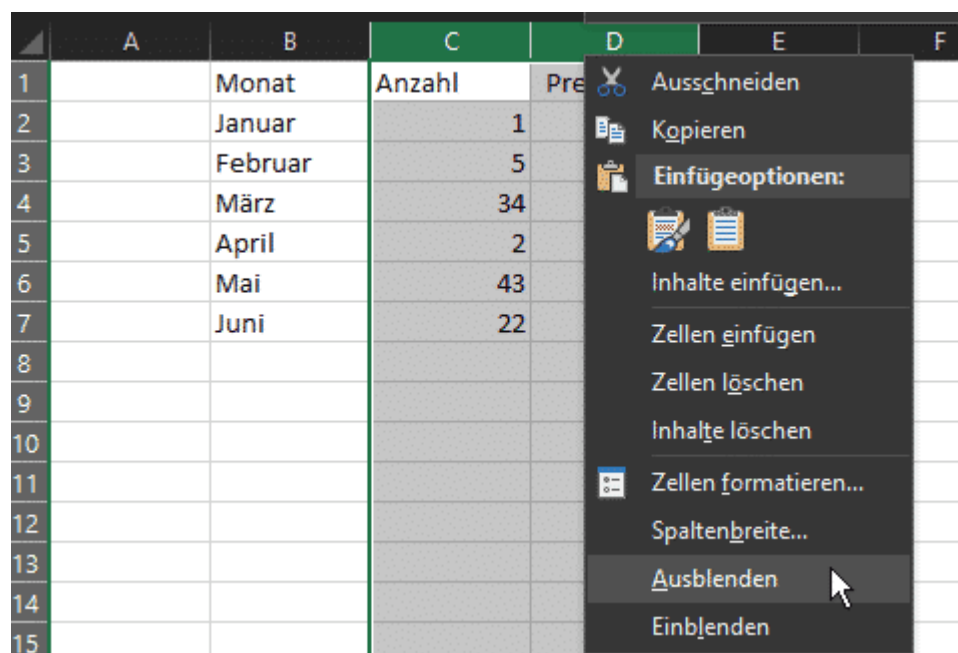 A B C D E F
1 Monat Anzahl Pre
2 Januar 1
3 Februar 5
4 März 34
5 April 2
6 Mai 43
7 Juni 22
8
9
10
11
12
13
14
15
Ausschneiden
Kopieren
Einfügeoptionen:
Inhalte einfügen...
Zellen einfügen
Zellen löschen
Inhalte löschen
Zellen formatieren...
Spaltenbreite...
Ausblenden
Einblenden